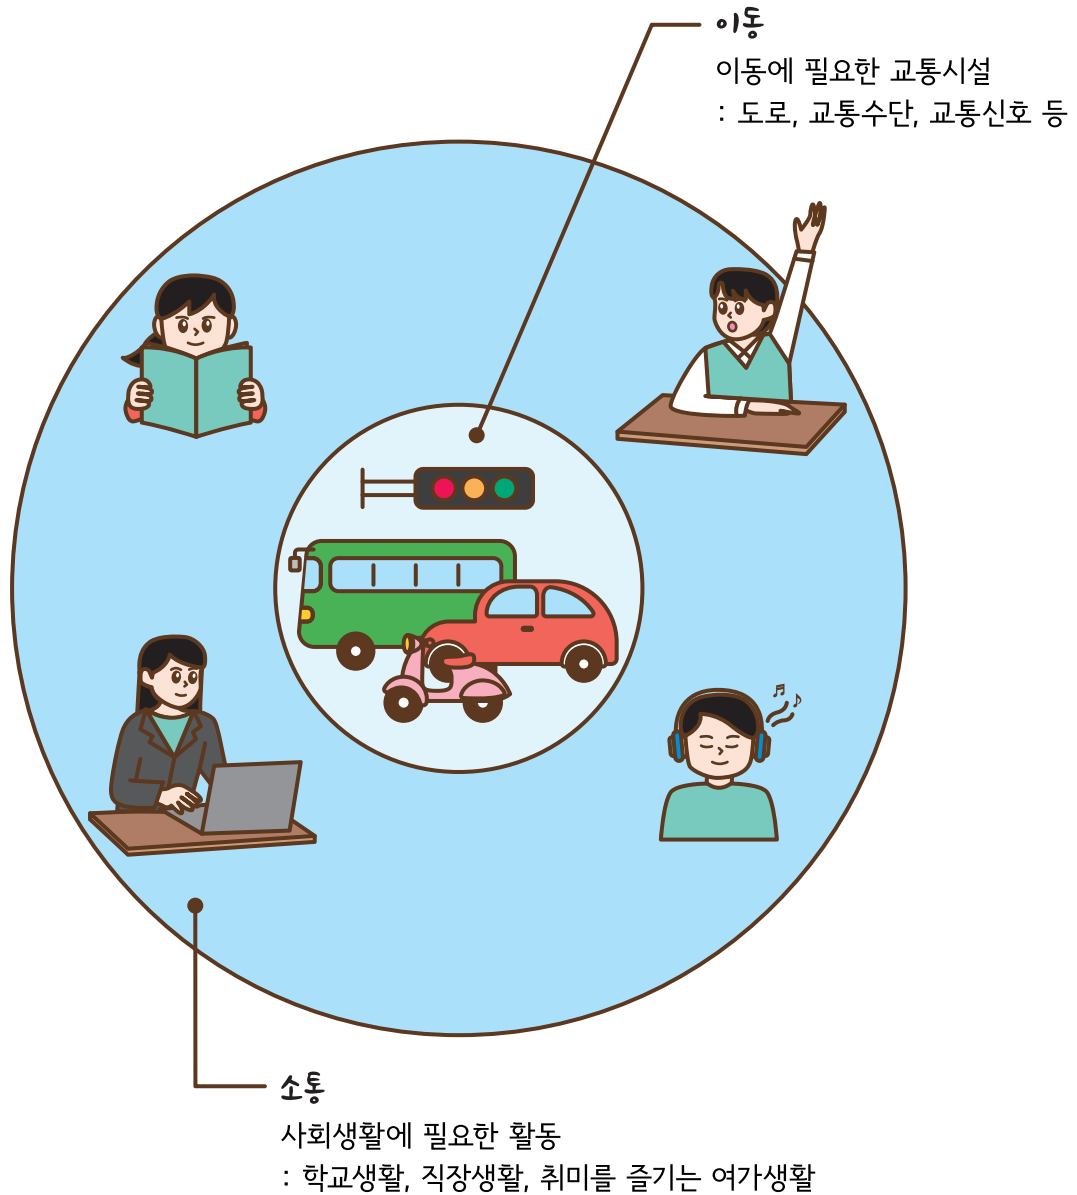 이동
이동에 필요한 교통시설
: 도로, 교통수단, 교통신호 등
소통
사회생활에 필요한 활동
: 학교생활, 직장생활, 취미를 즐기는 여가생활